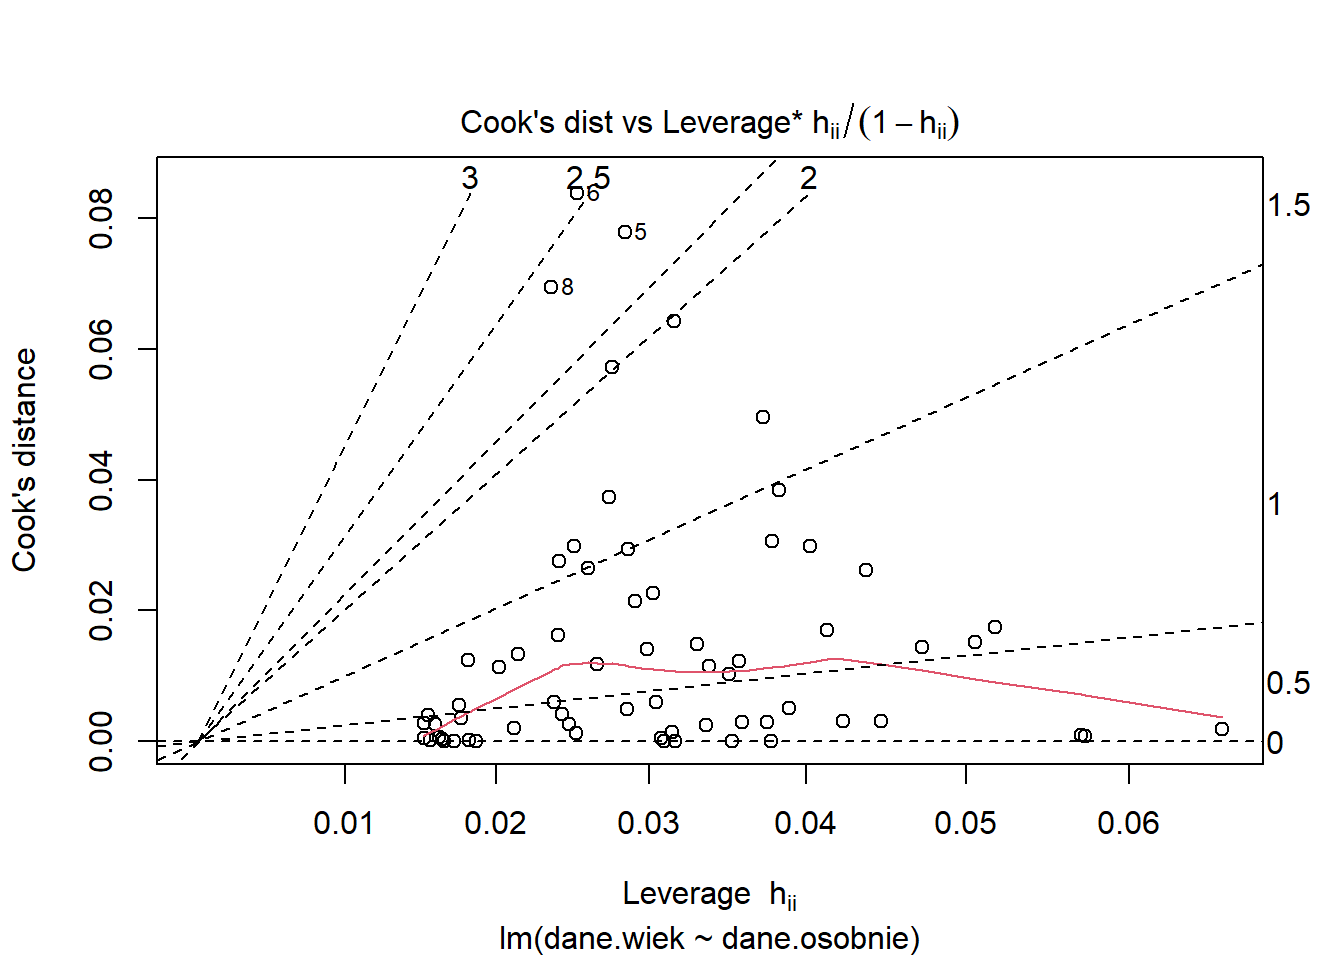 Cook's dist vs Leverage* hii/(1−hii)
3 2.5 2
6
5
8
1.5
1
0.5
0
0.08
0.06
0.04
0.02
0.00
Cook's distance
0.01 0.02 0.03 0.04 0.05 0.06
Leverage hii
lm(dane.wiek ~ dane.osobnie)